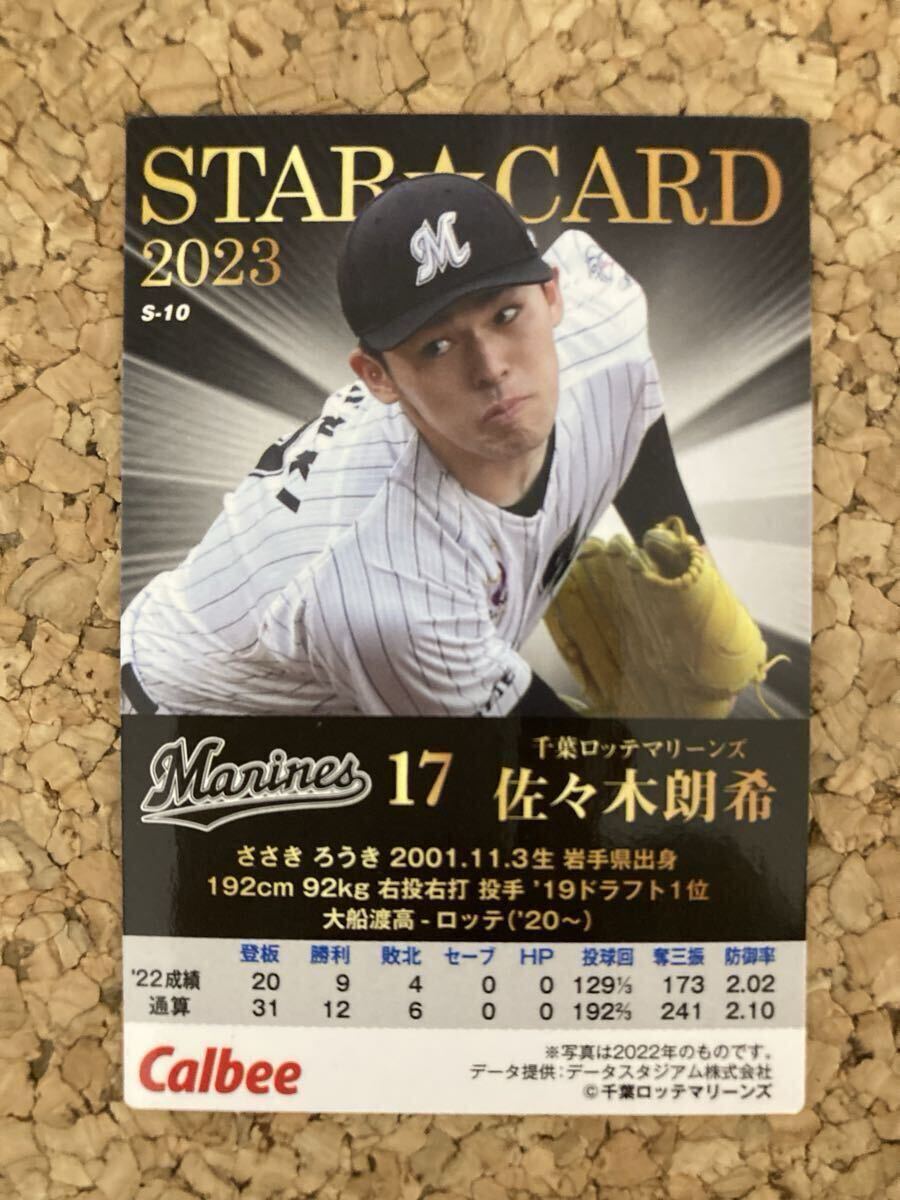 STAR★CARD
2023
S-10
M
Marines
17
千葉ロッテマリーンズ
佐々木朗希
ささき ろうき 2001.11.3生 岩手県出身
192cm 92kg 右投右打 投手 '19ドラフト1位
大船渡高-ロッテ('20〜)
登板 勝利 敗北 セーブ HP 投球回 奪三振 防御率
'22成績 20 9 4 0 0 129⅓ 173 2.02
通算 31 12 6 0 0 192⅔ 241 2.10
Calbee
※写真は2022年のものです。
データ提供:データスタジアム株式会社
©千葉ロッテマリーンズ